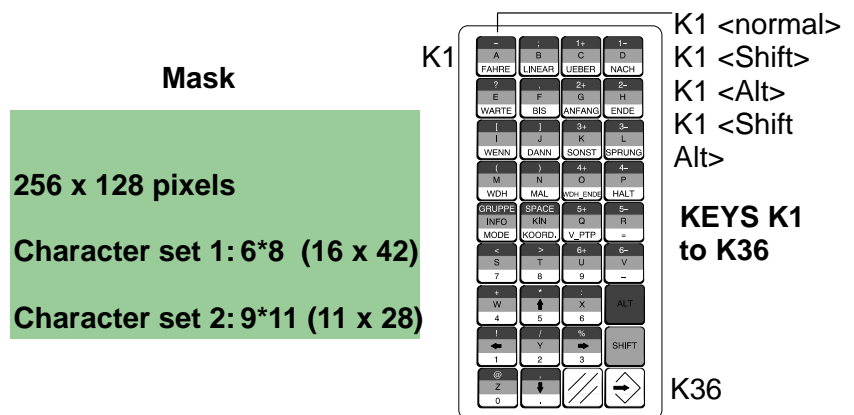 Mask
256 x 128 pixels
Character set 1: 6*8 (16 x 42)
Character set 2: 9*11 (11 x 28)
K1
– ; 1+ 1–
A B C D
FAHRE LINEAR UEBER NACH
? , 2+ 2–
E F G H
WARTE BIS ANFANG ENDE
[ ] 3+ 3–
I J K L
WENN DANN SONST SPRUNG
( ) 4+ 4–
M N O P
WDH MAL WDH_ENDE HALT
GRUPPE SPACE 5+ 5–
INFO KIN Q R
MODE KOORD. V_PTP =
< > 6+ 6–
S T U V
7 8 9 –
+ * :
W X ALT
4 5 6
! / %
Y SHIFT
1 2 3
@ .
Z
0 .
K1 <normal>
K1 <Shift>
K1 <Alt>
K1 <Shift
Alt>
KEYS K1
to K36
K36